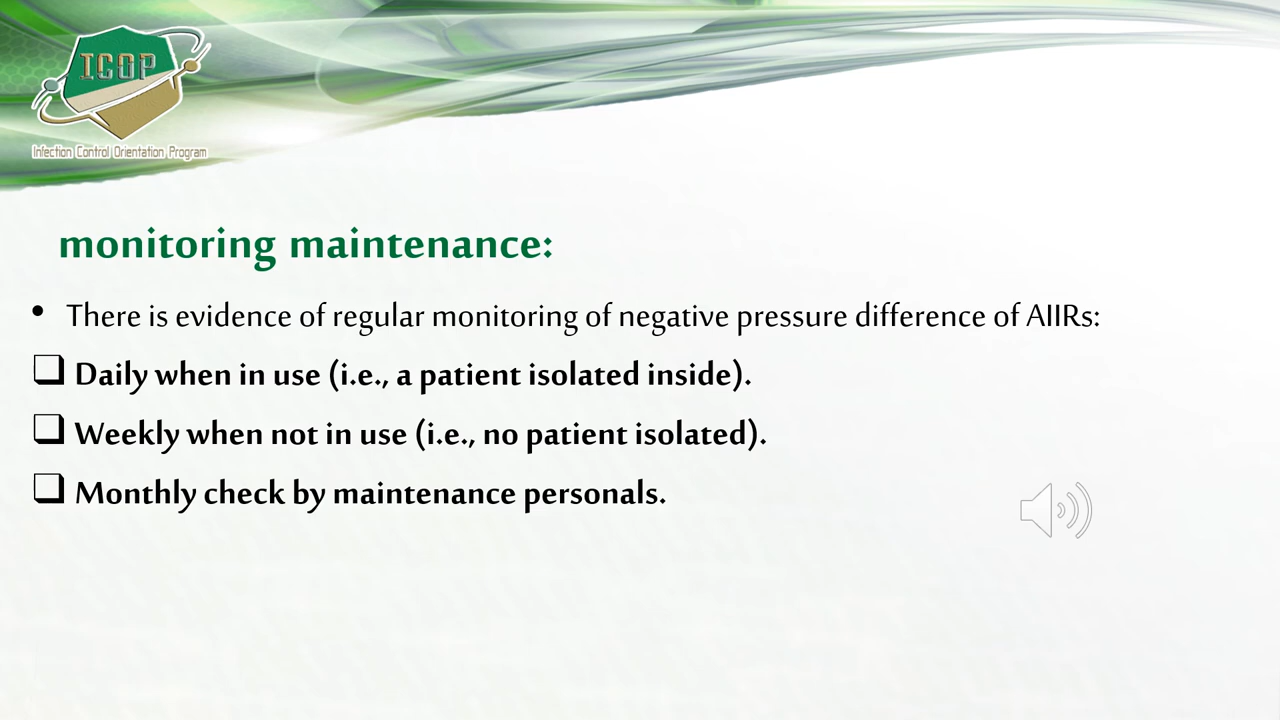 ICOP
Infection Control Orientation Program
monitoring maintenance:
• There is evidence of regular monitoring of negative pressure difference of AIIRs:
❑ Daily when in use (i.e., a patient isolated inside).
❑ Weekly when not in use (i.e., no patient isolated).
❑ Monthly check by maintenance personals.